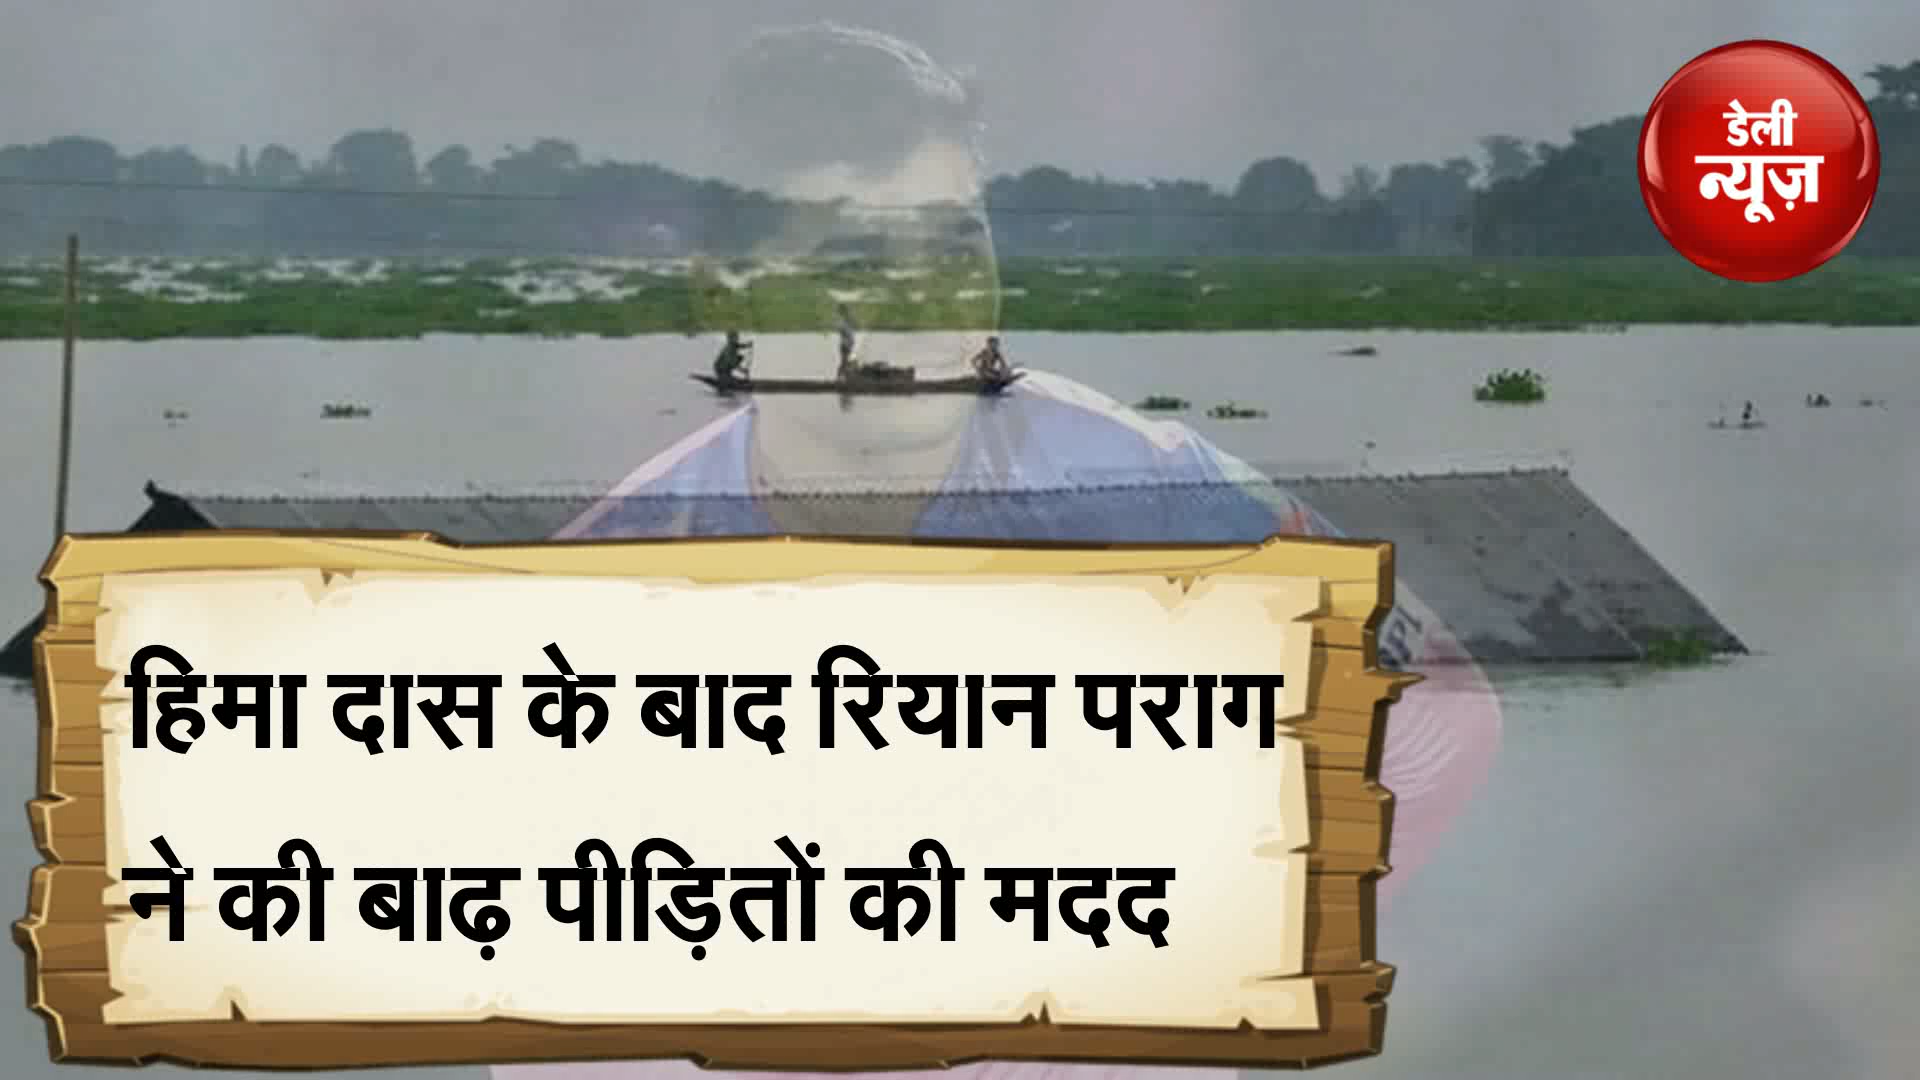 डेली
न्यूज़
हिमा दास के बाद रियान पराग
ने की बाढ़ पीड़ितों की मदद